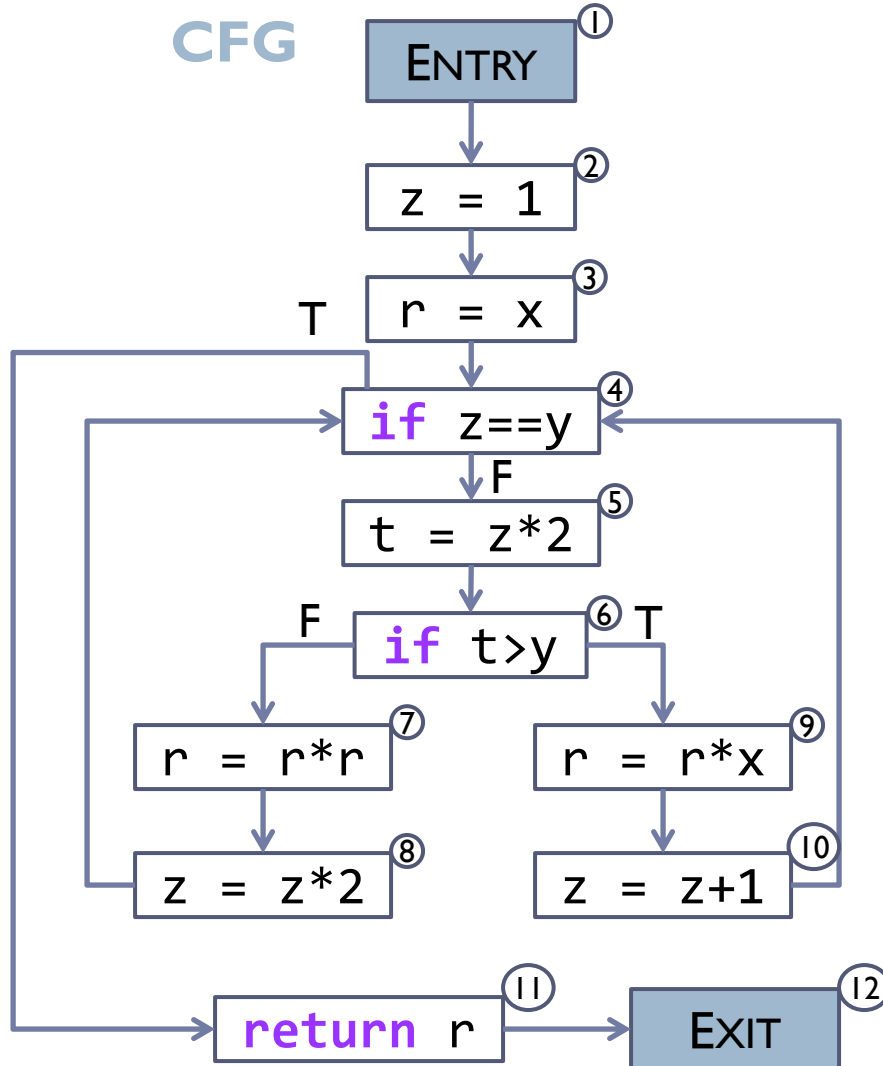 CFG
1
ENTRY
2
z = 1
3
r = x
T
4
if z==y
F
5
t = z*2
6
F
T
if t>y
7
r = r*r
9
r = r*x
8
z = z*2
10
z = z+1
11
return r
12
EXIT